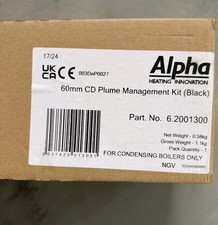 17/24
UK
CA
CE
003DeP0027
Alpha
HEATING INNOVATION
60mm CD Plume Management Kit (Black)
Part. No. 6.2001300
Net Weight - 0.58kg
Gross Weight - 1.1kg
Pack Quantity -1
FOR CONDENSING BOILERS ONLY
NGV